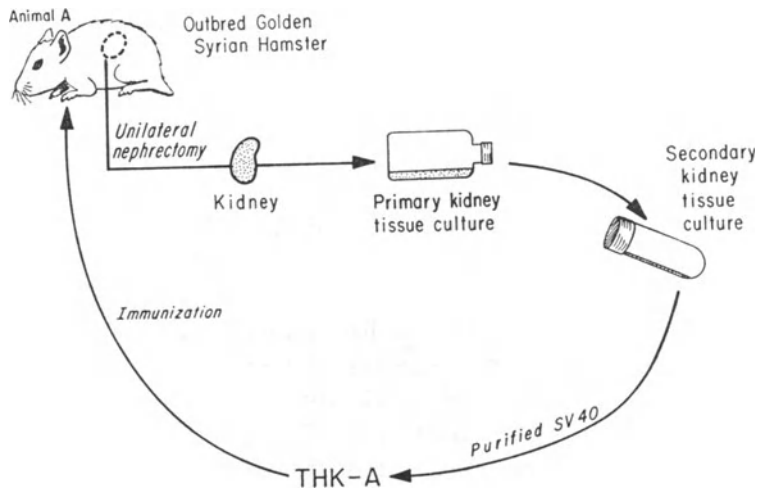 Animal A
Outbred Golden
Syrian Hamster
Unilateral
nephrectomy
Kidney
Primary kidney
tissue culture
Secondary
kidney
tissue
culture
Immunization
Purified SV40
THK-A